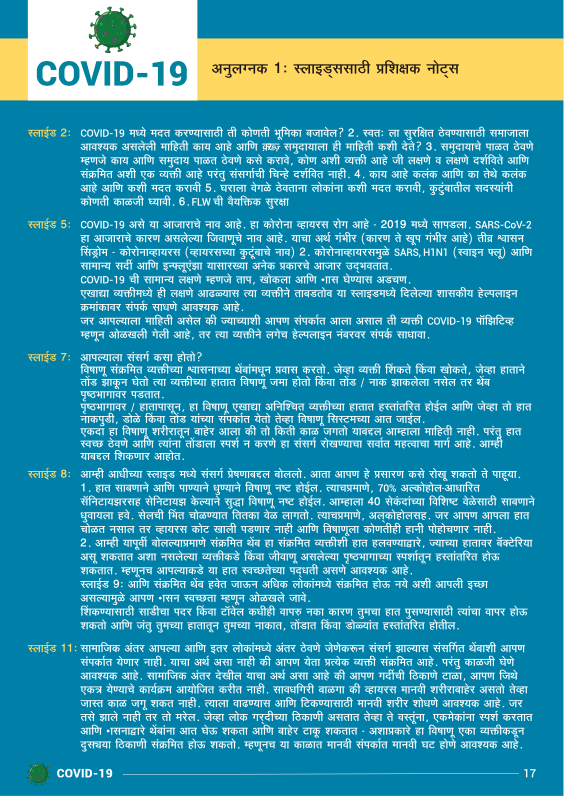 COVID-19
अनुलग्नक 1: स्लाइड्ससाठी प्रशिक्षक नोट्स
स्लाईड 2: COVID-19 मध्ये मदत करण्यासाठी ती कोणती भूमिका बजावेल? 2. स्वतः ला सुरक्षित ठेवण्यासाठी समाजाला
आवश्यक असलेली माहिती काय आहे आणि समुदायाला ही माहिती कशी देते? 3. समुदायाचे पाळत ठेवणे
म्हणजे काय आणि समुदाय पाळत ठेवणे कसे करावे, कोण अशी व्यक्ती आहे जी लक्षणे व लक्षणे दर्शविते आणि
संक्रमित अशी एक व्यक्ती आहे परंतु संसर्गाची चिन्हे दर्शवित नाही. 4. काय आहे कलंक आणि का तेथे कलंक
आहे आणि कशी मदत करावी 5. घराला वेगळे ठेवताना लोकांना कशी मदत करावी, कुटुंबातील सदस्यांनी
कोणती काळजी घ्यावी. 6. FLW ची वैयक्तिक सुरक्षा
स्लाईड 5: COVID-19 असे या आजाराचे नाव आहे. हा कोरोना व्हायरस रोग आहे - 2019 मध्ये सापडला. SARS-CoV-2
हा आजाराचे कारण असलेल्या जिवाणूचे नाव आहे. याचा अर्थ गंभीर (कारण ते खूप गंभीर आहे) तीव्र श्वासन
सिंड्रोम - कोरोनाव्हायरस (व्हायरसच्या कुटूंबाचे नाव) 2. कोरोनाव्हायरसमुळे SARS, H1N1 (स्वाइन फ्लू) आणि
सामान्य सर्दी आणि इन्फ्लूएंझा यासारख्या अनेक प्रकारचे आजार उद्भवतात.
COVID-19 ची सामान्य लक्षणे म्हणजे ताप, खोकला आणि •ास घेण्यास अडचण.
एखाद्या व्यक्तीमध्ये ही लक्षणे आढळ्यास त्या व्यक्तीने ताबडतोब या स्लाइडमध्ये दिलेल्या शासकीय हेल्पलाइन
क्रमांकावर संपर्क साधणे आवश्यक आहे.
जर आपल्याला माहिती असेल की ज्याच्याशी आपण संपर्कात आला असाल ती व्यक्ती COVID-19 पॉझिटिव्ह
म्हणून ओळखली गेली आहे, तर त्या व्यक्तीने लगेच हेल्पलाइन नंबरवर संपर्क साधावा.
स्लाईड 7: आपल्याला संसर्ग कसा होतो?
विषाणू संक्रमित व्यक्तीच्या श्वासनाच्या थेंबांमधून प्रवास करतो. जेव्हा व्यक्ती शिंकते किंवा खोकते, जेव्हा हाताने
तोंड झाकून घेतो त्या व्यक्तीच्या हातात विषाणू जमा होतो किंवा तोंड / नाक झाकलेला नसेल तर थेंब
पृष्ठभागावर पडतात.
पृष्ठभागावर / हातापासून, हा विषाणू एखाद्या अनिश्चित व्यक्तीच्या हातात हस्तांतरित होईल आणि जेव्हा तो हात
नाकपुडी, डोळे किंवा तोंड यांच्या संपर्कात येतो तेव्हा विषाणू सिस्टमच्या आत जाईल.
एकदा हा विषाणू शरीरातून बाहेर आला की तो किती काळ जगतो याबद्दल आम्हाला माहिती नाही. परंतु हात
स्वच्छ ठेवणे आणि त्यांना तोंडाला स्पर्श न करणे हा संसर्ग रोखण्याचा सर्वात महत्वाचा मार्ग आहे. आम्ही
याबद्दल शिकणार आहोत.
स्लाईड 8: आम्ही आधीच्या स्लाइड मध्ये संसर्ग प्रेषणाबद्दल बोललो. आता आपण हे प्रसारण कसे रोखू शकतो ते पाहूया.
1. हात साबणाने आणि पाण्याने धुण्याने विषाणू नष्ट होईल. त्याचप्रमाणे, 70% अल्कोहोल-आधारित
सॅनिटायझरसह सेनिटायझ केल्याने सुद्धा विषाणू नष्ट होईल. आम्हाला 40 सेकंदांच्या विशिष्ट वेळेसाठी साबणाने
धुवायला हवे. सेलची भिंत चोळण्यात तितका वेळ लागतो. त्याचप्रमाणे, अल्कोहोलसह. जर आपण आपला हात
चोळत नसाल तर व्हायरस कोट खाली पडणार नाही आणि विषाणूला कोणतीही हानी पोहोचणार नाही.
2. आम्ही यापूर्वी बोलल्याप्रमाणे संक्रमित थेंब हा संक्रमित व्यक्तीशी हात हलवण्याद्वारे, ज्याच्या हातावर बॅक्टेरिया
असू शकतात अशा नसलेल्या व्यक्तीकडे किंवा जीवाणू असलेल्या पृष्ठभागाच्या स्पर्शातून हस्तांतरित होऊ
शकतात. म्हणूनच आपल्याकडे या हात स्वच्छतेच्या पद्धती असणे आवश्यक आहे.
स्लाईड 9: आणि संक्रमित थेंब हवेत जाऊन अधिक लोकांमध्ये संक्रमित होऊ नये अशी आपली इच्छा
असल्यामुळे आपण •सन स्वच्छता म्हणून ओळखले जावे.
शिंकण्यासाठी साडीचा पदर किंवा टॉवेल कधीही वापरु नका कारण तुमचा हात पुसण्यासाठी त्यांचा वापर होऊ
शकतो आणि जंतु तुमच्या हातातून तुमच्या नाकात, तोंडात किंवा डोळ्यांत हस्तांतरित होतील.
स्लाईड 11: सामाजिक अंतर आपल्या आणि इतर लोकांमध्ये अंतर ठेवणे जेणेकरून संसर्ग झाल्यास संसर्गित थेंबाशी आपण
संपर्कात येणार नाही. याचा अर्थ असा नाही की आपण येता प्रत्येक व्यक्ती संक्रमित आहे. परंतु काळजी घेणे
आवश्यक आहे. सामाजिक अंतर देखील याचा अर्थ असा आहे की आपण गर्दीची ठिकाणे टाळा, आपण जिथे
एकत्र येण्याचे कार्यक्रम आयोजित करीत नाही. सावधगिरी बाळगा की व्हायरस मानवी शरीराबाहेर असतो तेव्हा
जास्त काळ जगू शकत नाही. त्याला वाढण्यास आणि टिकण्यासाठी मानवी शरीर शोधणे आवश्यक आहे. जर
तसे झाले नाही तर तो मरेल. जेव्हा लोक गर्दीच्या ठिकाणी असतात तेव्हा ते वस्तूंना, एकमेकांना स्पर्श करतात
आणि •सनाद्वारे थेंबांना आत घेऊ शकता आणि बाहेर टाकू शकतात - अशाप्रकारे हा विषाणू एका व्यक्तीकडून
दुसर्‍या ठिकाणी संक्रमित होऊ शकतो. म्हणूनच या काळात मानवी संपर्कात मानवी घट होणे आवश्यक आहे.
COVID-19
17